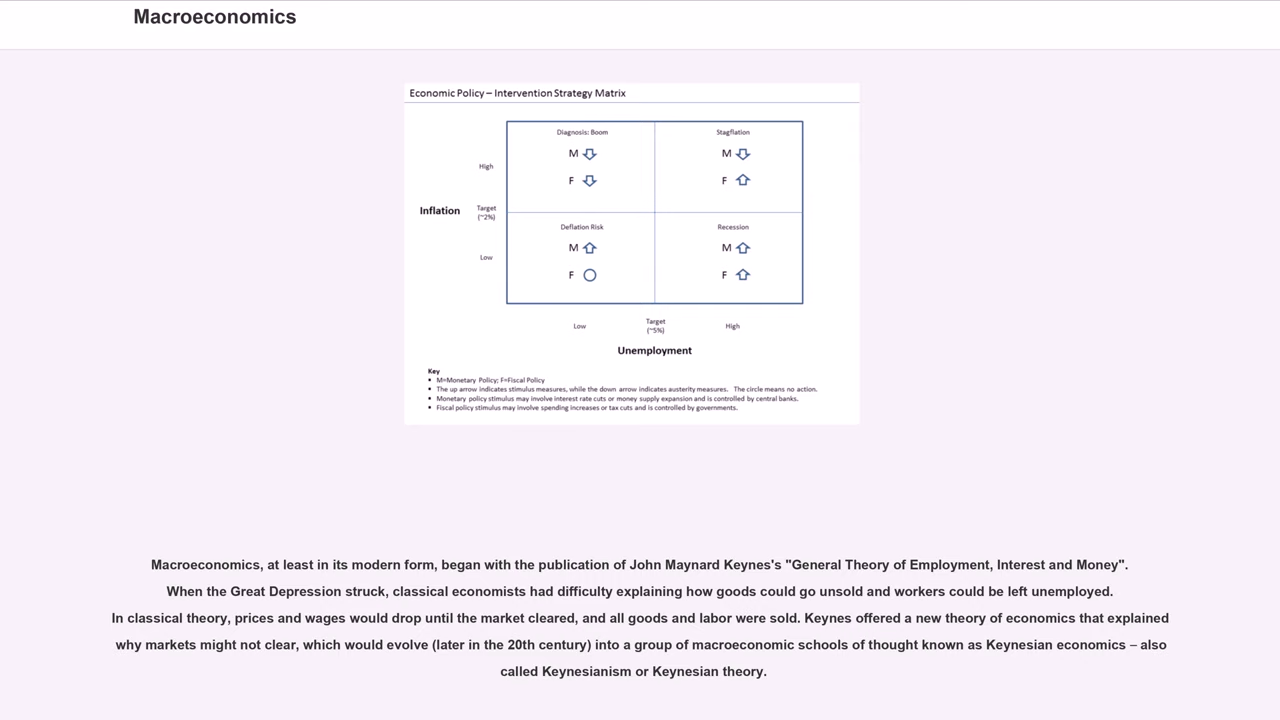 Macroeconomics
Economic Policy – Intervention Strategy Matrix
Diagnosis: Boom
Stagflation
M
M
High
F
F
Inflation
Target
(~2%)
Deflation Risk
Recession
M
M
Low
F
F
Low
Target
(~5%)
High
Unemployment
Key
• M=Monetary Policy; F=Fiscal Policy
• The up arrow indicates stimulus measures, while the down arrow indicates austerity measures. The circle means no action.
• Monetary policy stimulus may involve interest rate cuts or money supply expansion and is controlled by central banks.
• Fiscal policy stimulus may involve spending increases or tax cuts and is controlled by governments.
Macroeconomics, at least in its modern form, began with the publication of John Maynard Keynes's "General Theory of Employment, Interest and Money".
When the Great Depression struck, classical economists had difficulty explaining how goods could go unsold and workers could be left unemployed.
In classical theory, prices and wages would drop until the market cleared, and all goods and labor were sold. Keynes offered a new theory of economics that explained
why markets might not clear, which would evolve (later in the 20th century) into a group of macroeconomic schools of thought known as Keynesian economics – also
called Keynesianism or Keynesian theory.